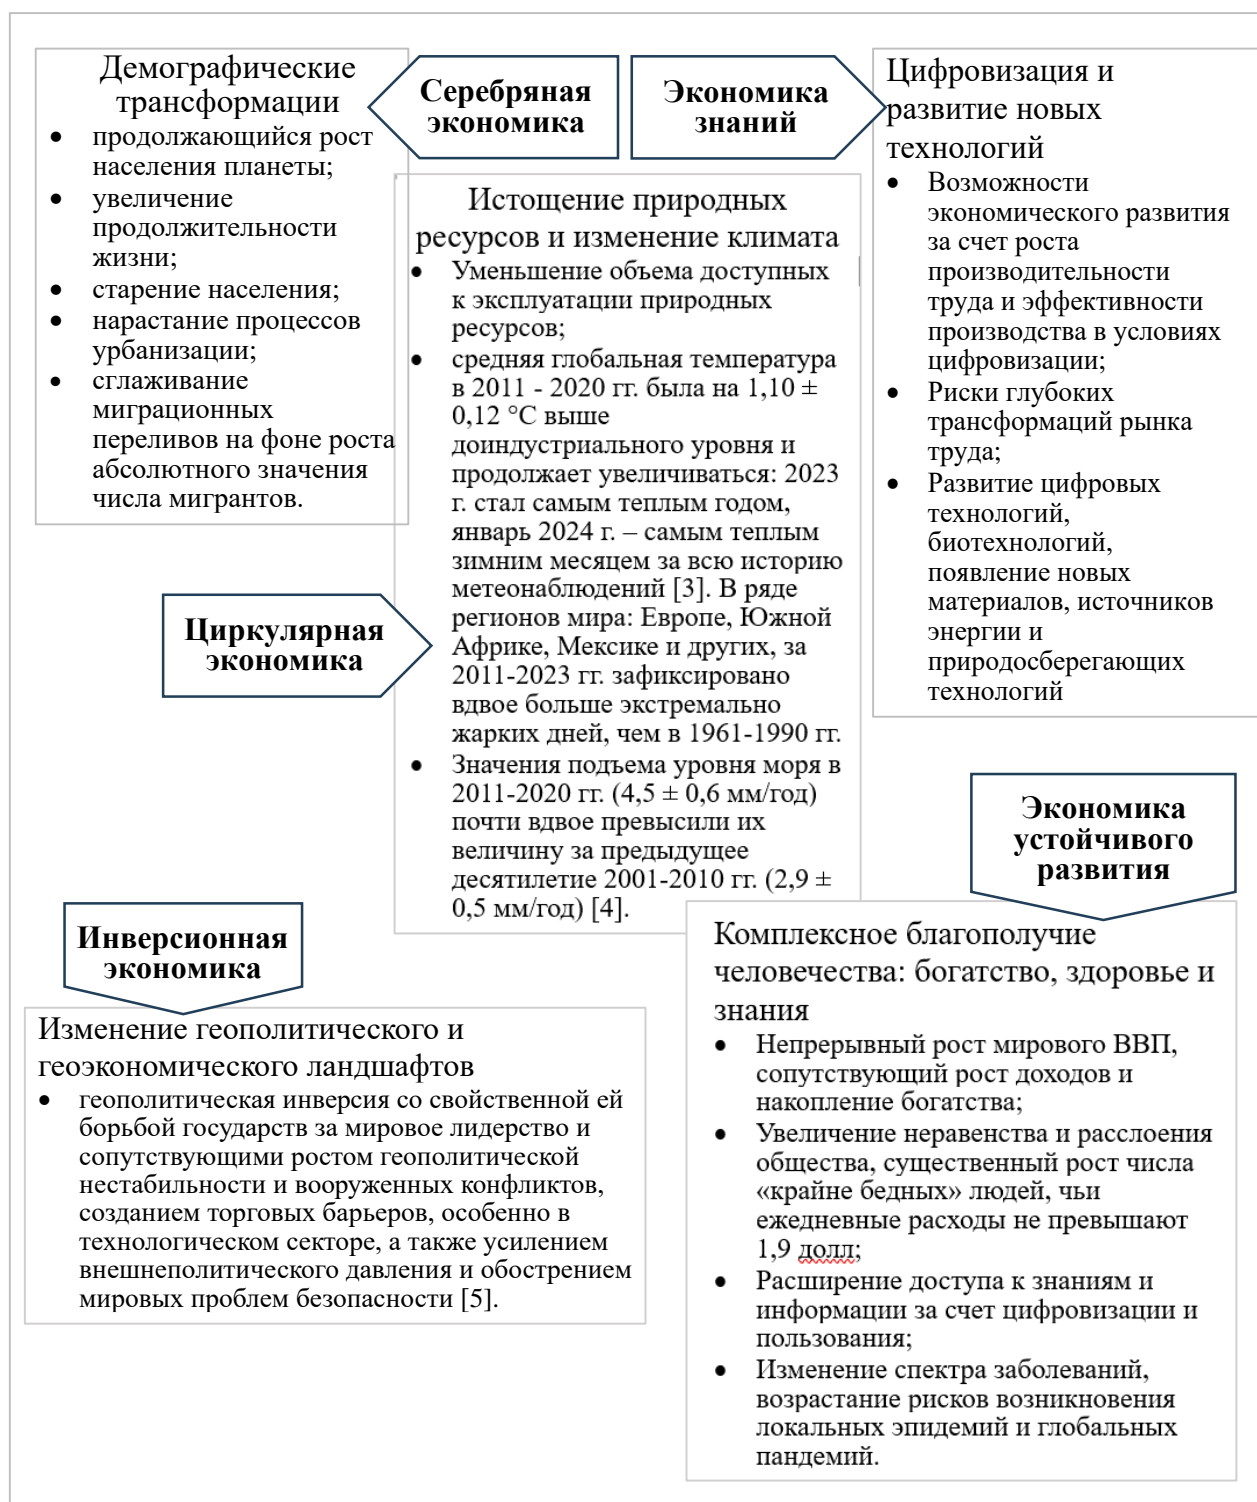 Демографические
трансформации
• продолжающийся рост
населения планеты;
• увеличение
продолжительности
жизни;
• старение населения;
• нарастание процессов
урбанизации;
• сглаживание
миграционных
переливов на фоне роста
абсолютного значения
числа мигрантов.
Серебряная
экономика
Экономика
знаний
Цифровизация и
развитие новых
технологий
• Возможности
экономического развития
за счет роста
производительности
труда и эффективности
производства в условиях
цифровизации;
• Риски глубоких
трансформаций рынка
труда;
• Развитие цифровых
технологий,
биотехнологий,
появление новых
материалов, источников
энергии и
природосберегающих
технологий
Истощение природных
ресурсов и изменение климата
• Уменьшение объема доступных
к эксплуатации природных
ресурсов;
• средняя глобальная температура
в 2011 - 2020 гг. была на 1,10 ±
0,12 °C выше
доиндустриального уровня и
продолжает увеличиваться: 2023
г. стал самым теплым годом,
январь 2024 г. – самым теплым
зимним месяцем за всю историю
метеонаблюдений [3]. В ряде
регионов мира: Европе, Южной
Африке, Мексике и других, за
2011-2023 гг. зафиксировано
вдвое больше экстремально
жарких дней, чем в 1961-1990 гг.
• Значения подъема уровня моря в
2011-2020 гг. (4,5 ± 0,6 мм/год)
почти вдвое превысили их
величину за предыдущее
десятилетие 2001-2010 гг. (2,9 ±
0,5 мм/год) [4].
Циркулярная
экономика
Экономика
устойчивого
развития
Инверсионная
экономика
Изменение геополитического и
геоэкономического ландшафтов
• геополитическая инверсия со свойственной ей
борьбой государств за мировое лидерство и
сопутствующими ростом геополитической
нестабильности и вооруженных конфликтов,
созданием торговых барьеров, особенно в
технологическом секторе, а также усилением
внешнеполитического давления и обострением
мировых проблем безопасности [5].
Комплексное благополучие
человечества: богатство, здоровье и
знания
• Непрерывный рост мирового ВВП,
сопутствующий рост доходов и
накопление богатства;
• Увеличение неравенства и расслоения
общества, существенный рост числа
«крайне бедных» людей, чьи
ежедневные расходы не превышают
1,9 долл;
• Расширение доступа к знаниям и
информации за счет цифровизации и
пользования;
• Изменение спектра заболеваний,
возрастание рисков возникновения
локальных эпидемий и глобальных
пандемий.